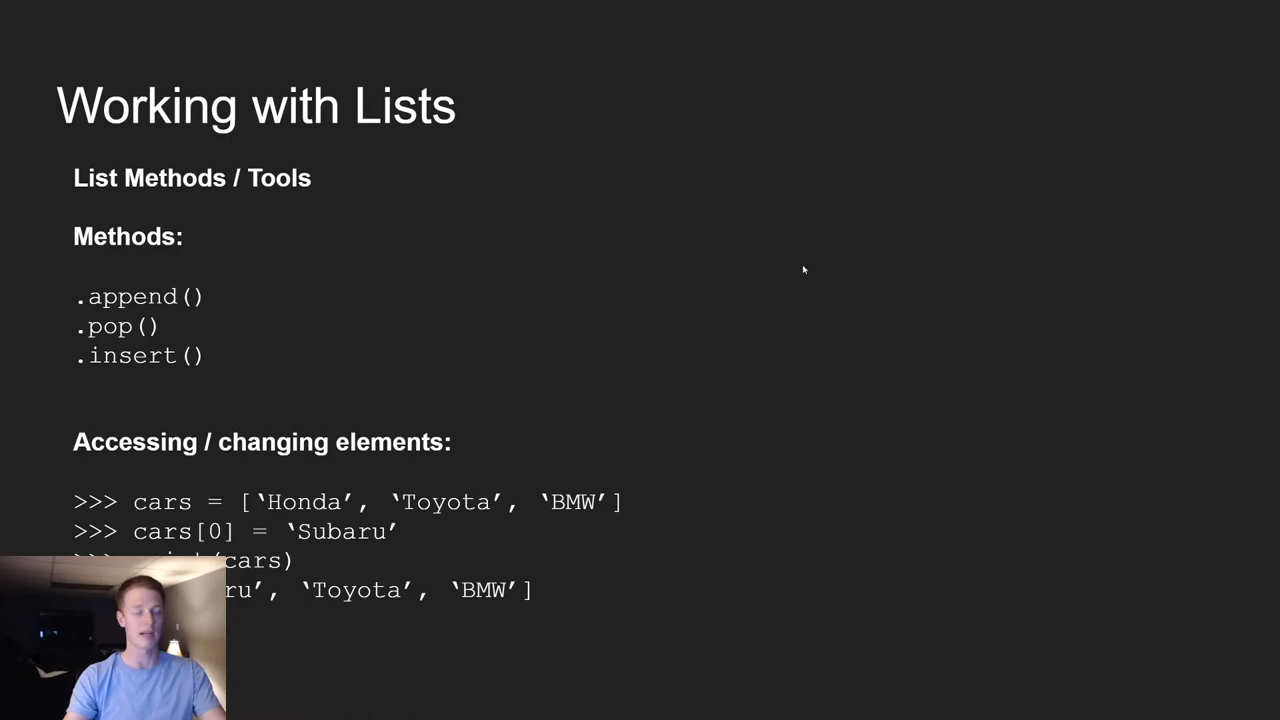 Working with Lists
List Methods / Tools
Methods:
.append()
.pop()
.insert()
Accessing / changing elements:
>>> cars = [‘Honda’, ‘Toyota’, ‘BMW’]
>>> cars[0] = ‘Subaru’
>>> print(cars)
ru’, ‘Toyota’, ‘BMW’]